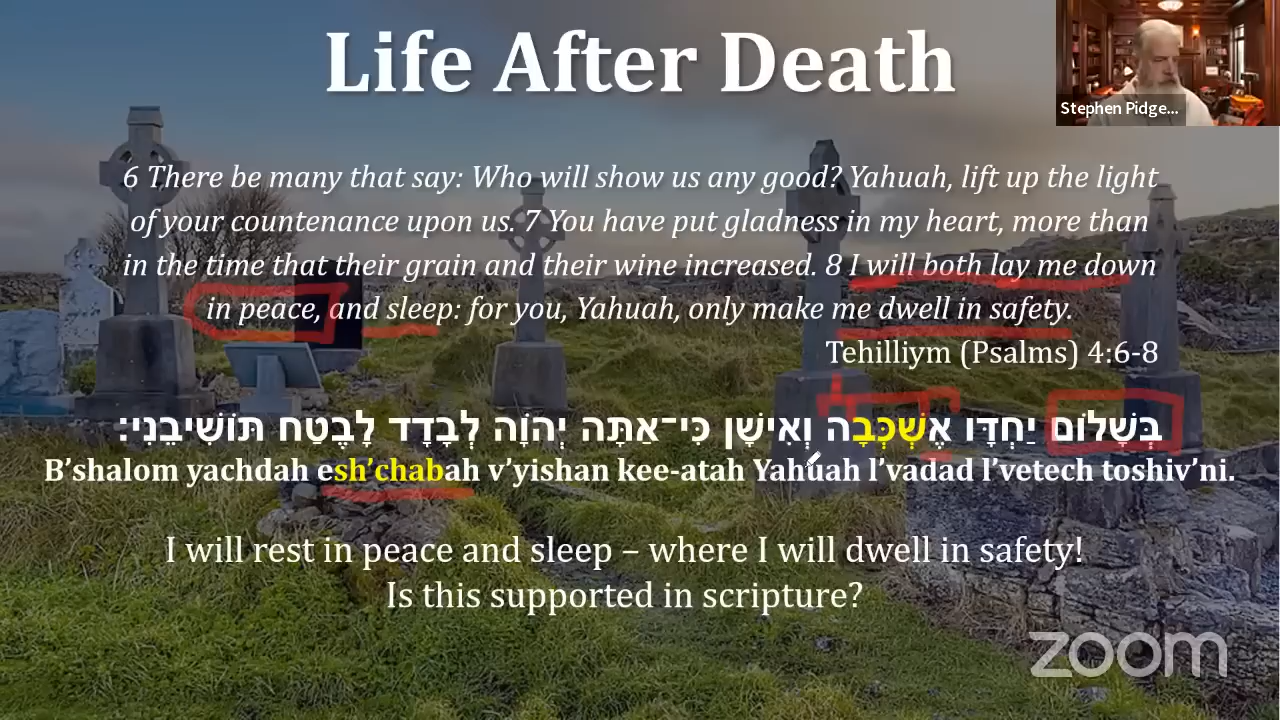 Life After Death
Stephen Pidge...
6 There be many that say: Who will show us any good? Yahuah, lift up the light
of your countenance upon us. 7 You have put gladness in my heart, more than
in the time that their grain and their wine increased. 8 I will both lay me down
in peace, and sleep: for you, Yahuah, only make me dwell in safety.
Tehilliym (Psalms) 4:6-8
בְּשָׁלוֹם יַחְדָּו אֶשְׁכְּבָה וְאִישָׁן כִּי־אַתָּה יְהוָֹה לְבָדָד לָבֶטַח תּוֹשִׁיבֵנִי׃
B’shalom yachdah esh’chabah v’yishan kee-atah Yahuah l’vadad l’vetech toshiv’ni.
I will rest in peace and sleep – where I will dwell in safety!
Is this supported in scripture?
zoom